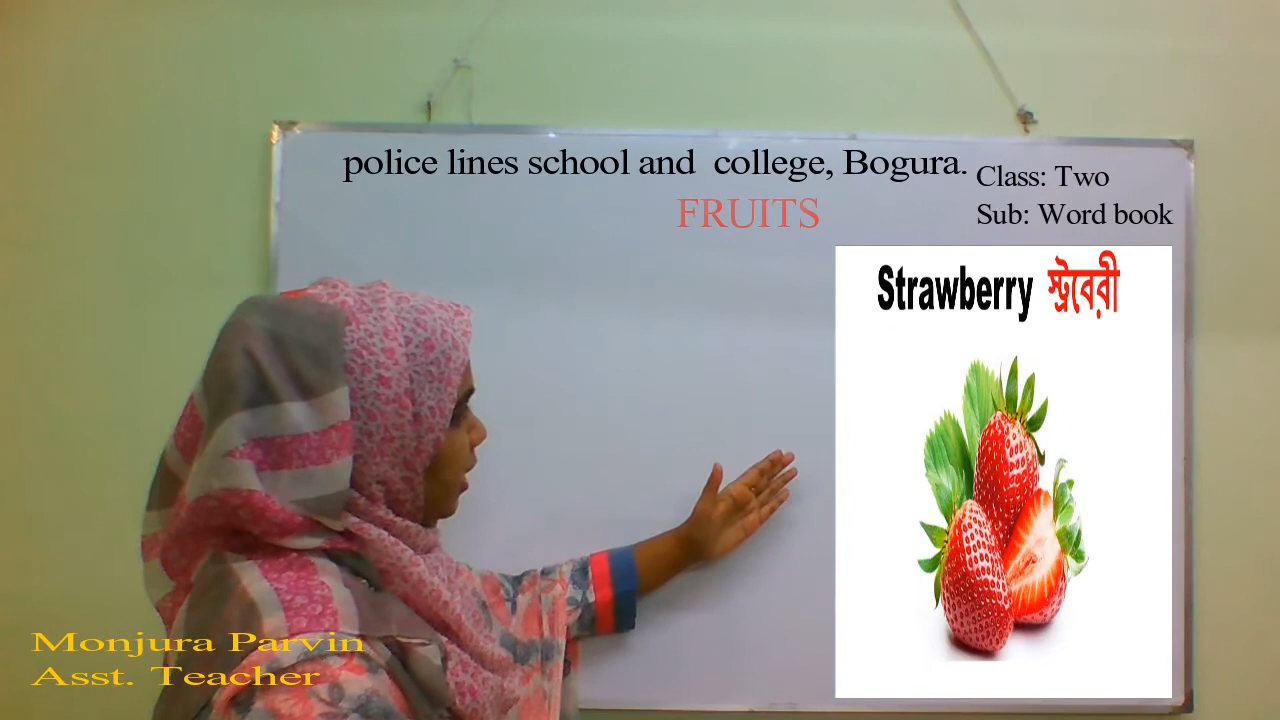 police lines school and college, Bogura.
Class: Two
FRUITS
Sub: Word book
Strawberry স্ট্রবেরী
Monjura Parvin
Asst. Teacher